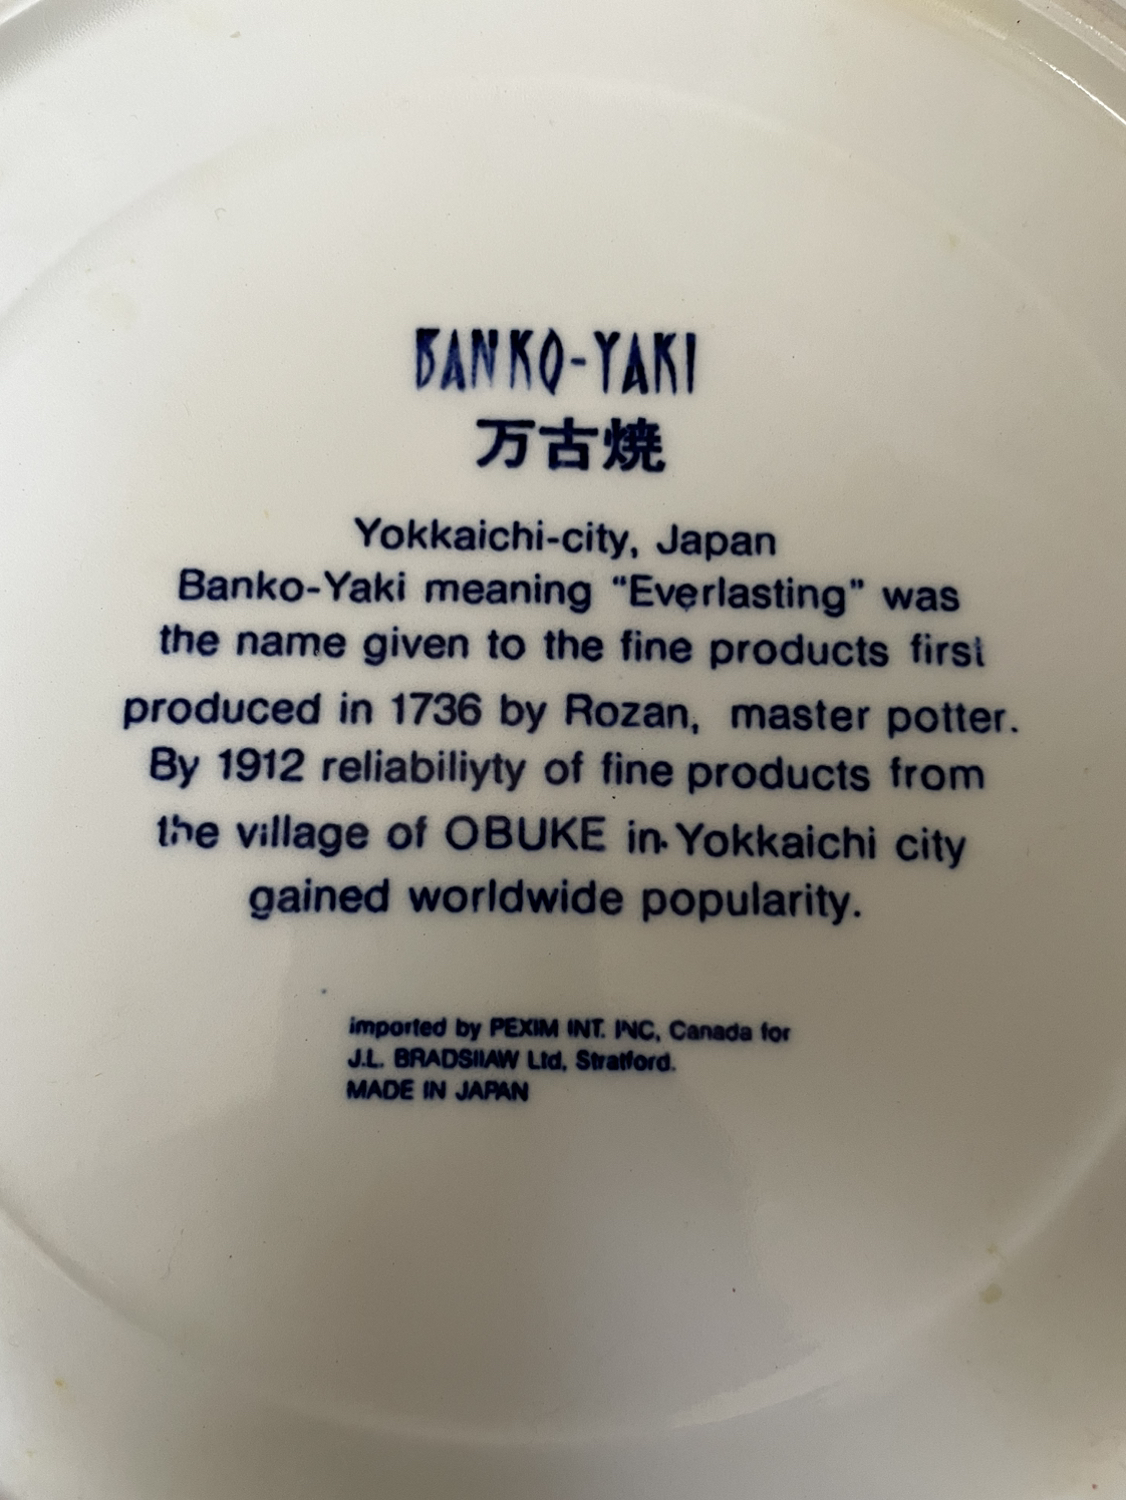 BANKO-YAKI
万古焼
Yokkaichi-city, Japan
Banko-Yaki meaning “Everlasting” was
the name given to the fine products first
produced in 1736 by Rozan, master potter.
By 1912 reliabiliyty of fine products from
the village of OBUKE in Yokkaichi city
gained worldwide popularity.
imported by PEXIM INT. INC, Canada for
J.L. BRADSHAW Ltd, Stratford.
MADE IN JAPAN